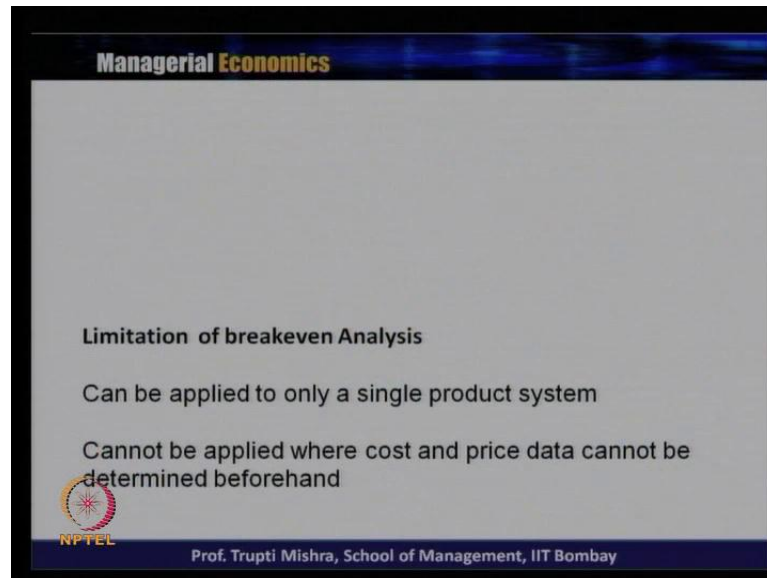 Managerial Economics
Limitation of breakeven Analysis
Can be applied to only a single product system
Cannot be applied where cost and price data cannot be
determined beforehand
NPTEL
Prof. Trupti Mishra, School of Management, IIT Bombay